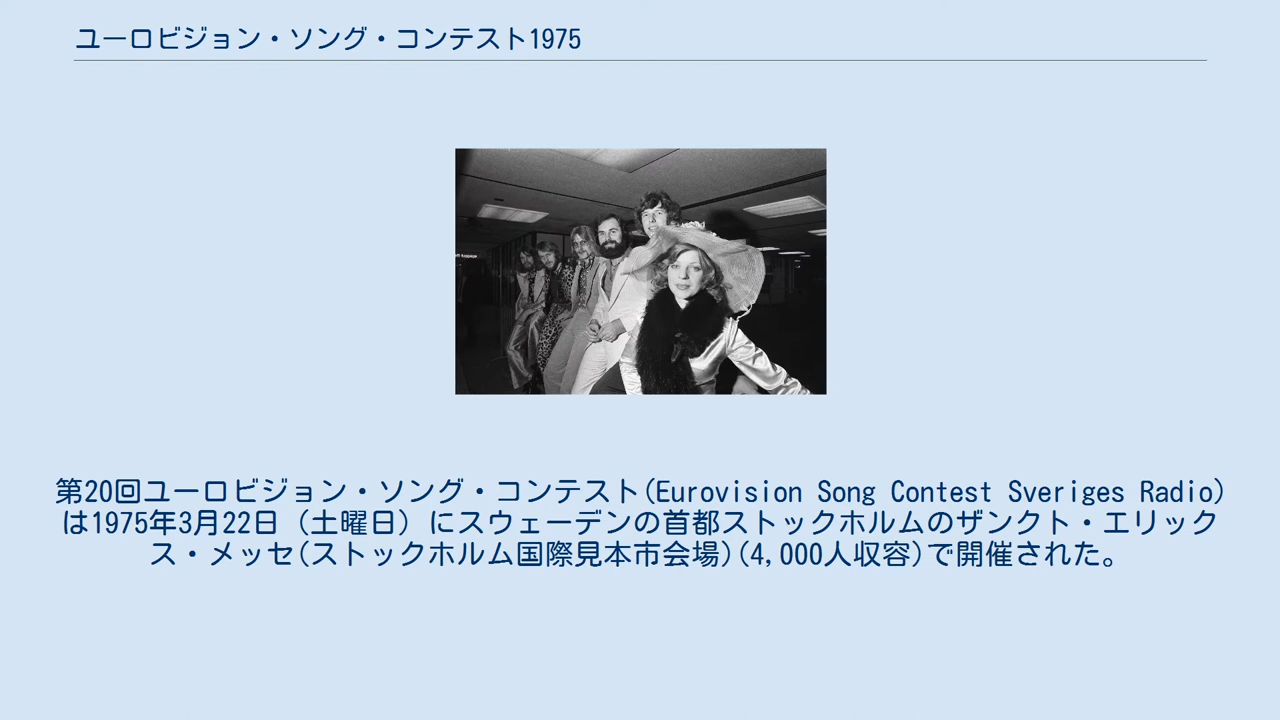 ユーロビジョン・ソング・コンテスト1975
第20回ユーロビジョン・ソング・コンテスト(Eurovision Song Contest Sveriges Radio)
は1975年3月22日（土曜日）にスウェーデンの首都ストックホルムのザンクト・エリック
ス・メッセ(ストックホルム国際見本市会場)(4,000人収容)で開催された。